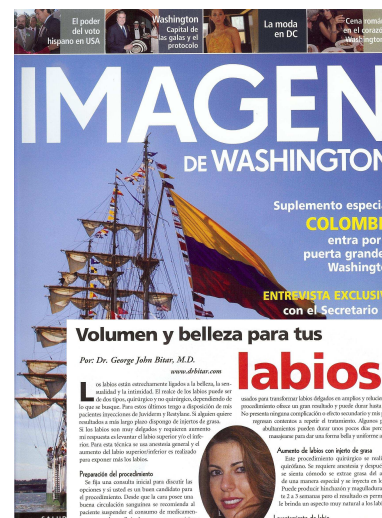 El poder
del voto
hispano en USA
Washington
Capital de
las galas y el
protocolo
La moda
en DC
Cena
en el
Washington
IMAGEN
DE WASHINGTON
Suplemento
COLOMB
entra por
puerta grande
Washingt
ENTREVISTA
con el Secretario
Volumen y belleza para tus
labios
Por: Dr. George John Bitar, M.D.
www.drbitar.com
Los labios están estrechamente ligados a la belleza, la sen-
sualidad y la intimidad. El realce de los labios puede ser
de dos tipos, quirúrgico y no quirúrgico, dependiendo de
lo que se busque. Para estos últimos tengo a disposición de mis
pacientes inyecciones de Juviderm y Restylane. Si alguien quiere
resultados a más largo plazo dispongo de injertos de grasa.
Si los labios son muy delgados y requieren aumento
mi respuesta es levantar el labio superior y/o el infe-
rior. Para esta técnica se usa anestesia general y el
aumento del labio superior/inferior es realizado
para exponer más los labios.
Preparación del procedimiento
Se fija una consulta inicial para discutir las
opciones y si usted es un buen candidato para
el procedimiento. Desde que la cara posee una
buena circulación sanguínea se recomienda al
paciente suspender el consumo de medicamen-
usados para transformar labios delgados en amplios y
procedimiento ofrece un gran resultado y puede durar hasta
No presenta ninguna complicación o efecto secundario y mis
regresan contentos a repetir el tratamiento. Algunos
abultamientos pueden durar unos pocos días pero
masajearse para dar una forma bella y uniforme a
Aumento de labios con injerto de grasa
Este procedimiento quirúrgico se reali
quirófano. Se requiere anestesia y después
se sienta cómodo se extrae grasa del a
de una manera especial y se inyecta en l
Puede producir hinchazón y magulladura
te 2 a 3 semanas pero el resultado es perm
le brinda un aspecto muy natural a los lab